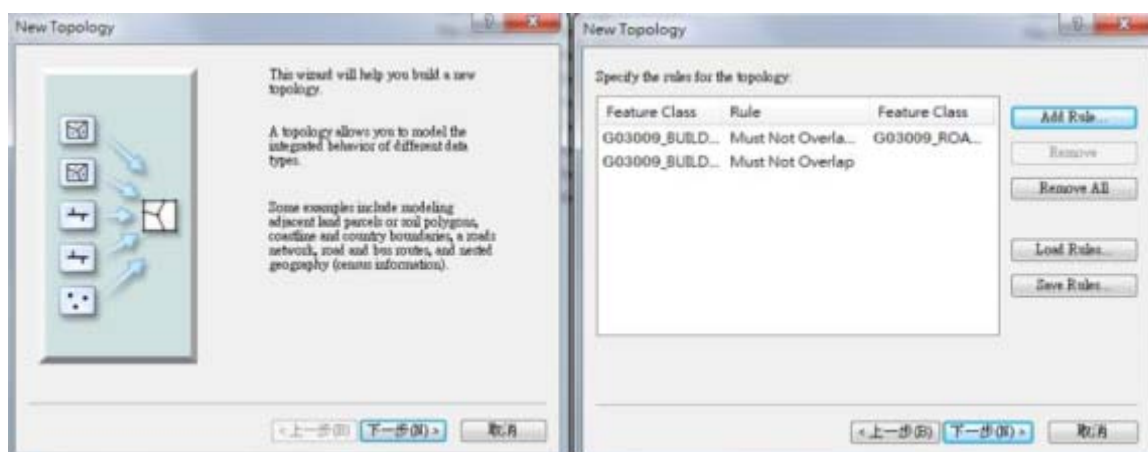 New Topology
This wizard will help you build a new
topology.
A topology allows you to model the
integrated behavior of different data
types.
Some examples include modeling
adjacent land parcels or soil polygons,
coastline and country boundaries, a roads
network, road and bus routes, and nested
geography (census information).
<上一步(B) 下一步(N)> 取消
New Topology
Specify the rules for the topology:
Feature Class Rule Feature Class
G03009_BUILD... Must Not Overla... G03009_ROA...
G03009_BUILD... Must Not Overlap
Add Rule...
Remove
Remove All
Load Rules...
Save Rules...
<上一步(B) 下一步(N)> 取消